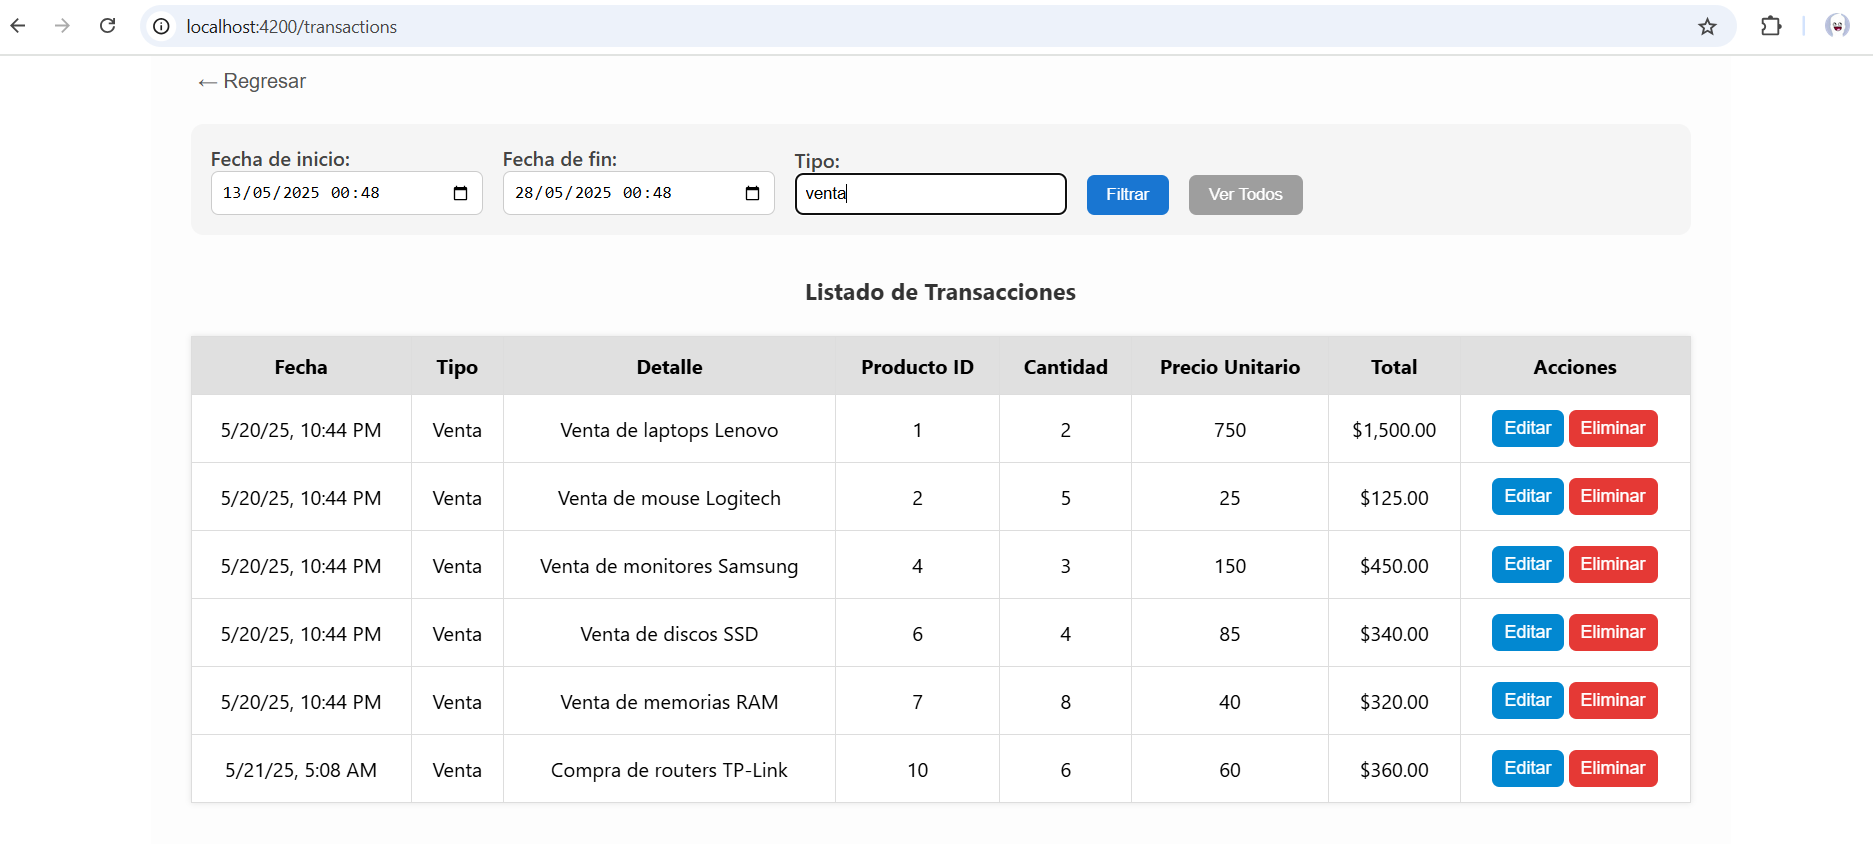 localhost:4200/transactions
← Regresar
Fecha de inicio: Fecha de fin: Tipo:
13/05/2025 00:48 28/05/2025 00:48 venta Filtrar Ver Todos
Listado de Transacciones
Fecha Tipo Detalle Producto ID Cantidad Precio Unitario Total Acciones
5/20/25, 10:44 PM Venta Venta de laptops Lenovo 1 2 750 $1,500.00 Editar Eliminar
5/20/25, 10:44 PM Venta Venta de mouse Logitech 2 5 25 $125.00 Editar Eliminar
5/20/25, 10:44 PM Venta Venta de monitores Samsung 4 3 150 $450.00 Editar Eliminar
5/20/25, 10:44 PM Venta Venta de discos SSD 6 4 85 $340.00 Editar Eliminar
5/20/25, 10:44 PM Venta Venta de memorias RAM 7 8 40 $320.00 Editar Eliminar
5/21/25, 5:08 AM Venta Compra de routers TP-Link 10 6 60 $360.00 Editar Eliminar